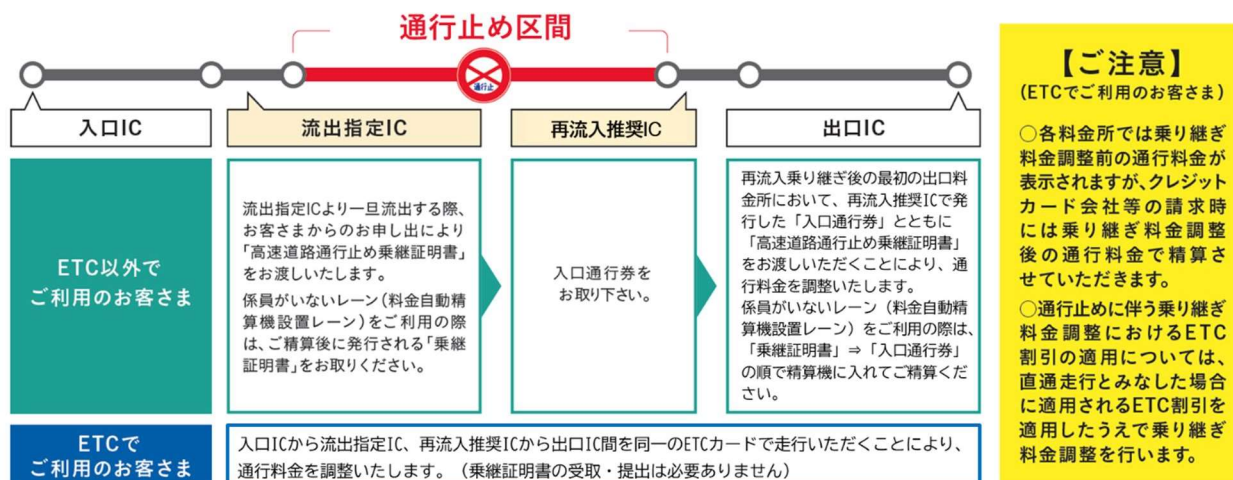 通行止め区間
通行止
入口IC
流出指定IC
再流入推奨IC
出口IC
ETC以外で
ご利用のお客さま
流出指定ICより一旦流出する際、
お客さまからのお申し出により
「高速道路通行止め乗継証明書」
をお渡しいたします。
係員がいないレーン(料金自動精
算機設置レーン)をご利用の際
は、ご精算後に発行される「乗継
証明書」をお取りください。
入口通行券を
お取り下さい。
再流入乗り継ぎ後の最初の出口料
金所において、再流入推奨ICで発
行した「入口通行券」とともに
「高速道路通行止め乗継証明書」
をお渡しいただくことにより、通
行料金を調整いたします。
係員がいないレーン(料金自動精
算機設置レーン)をご利用の際は、
「乗継証明書」⇒「入口通行券」
の順で精算機に入れてご精算くだ
さい。
ETCで
ご利用のお客さま
入口ICから流出指定IC、再流入推奨ICから出口IC間を同一のETCカードで走行いただくことにより、
通行料金を調整いたします。(乗継証明書の受取・提出は必要ありません)
【ご注意】
(ETCでご利用のお客さま)
○各料金所では乗り継ぎ
料金調整前の通行料金が
表示されますが、クレジット
カード会社等の請求時
には乗り継ぎ料金調整
後の通行料金で精算さ
せていただきます。
○通行止めに伴う乗り継ぎ
料金調整におけるETC
割引の適用については、
直通走行とみなした場合
に適用されるETC割引を
適用したうえで乗り継ぎ
料金調整を行います。